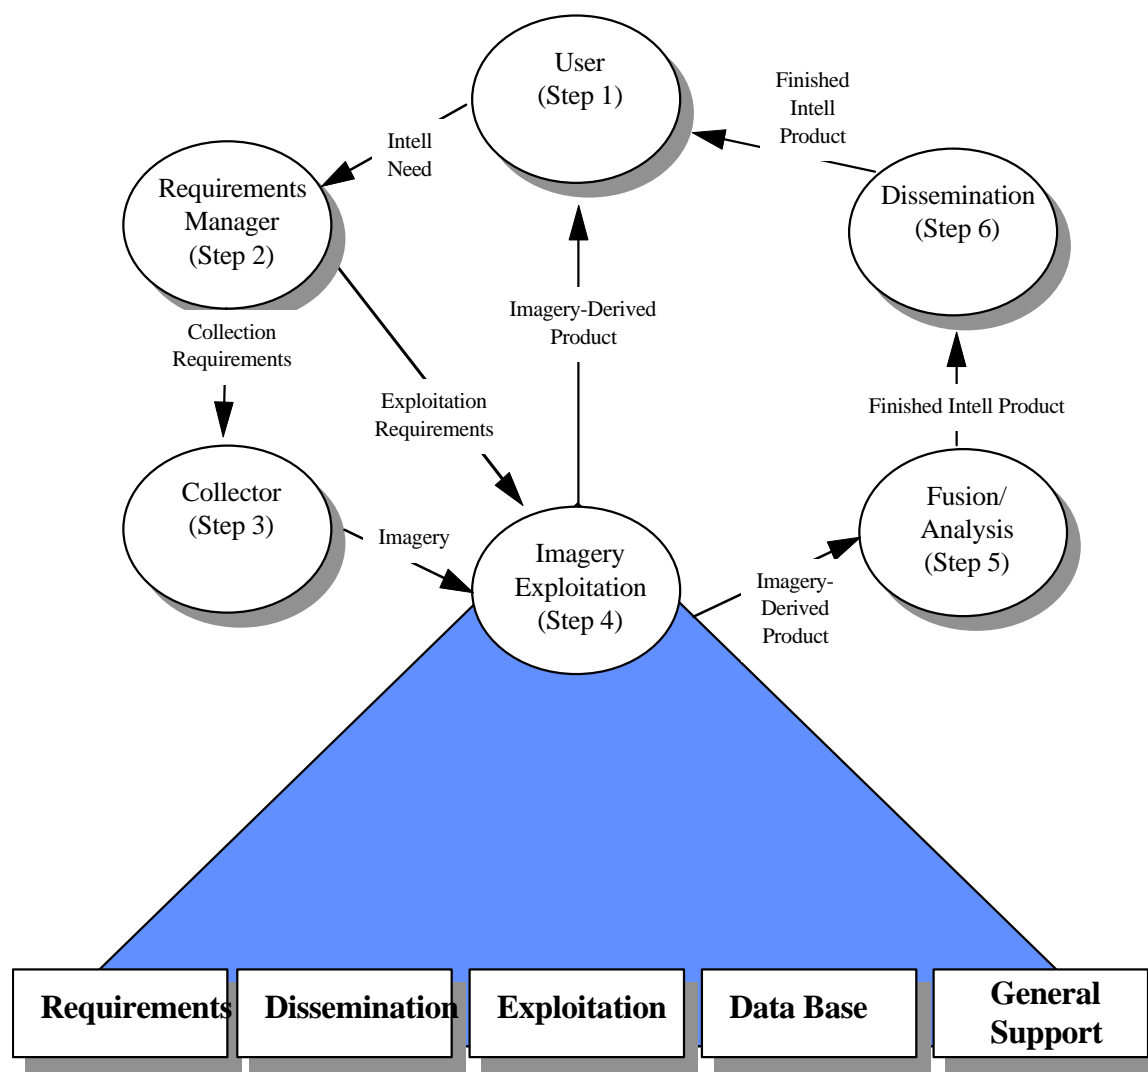 User
(Step 1)
Finished
Intell
Product
Intell
Need
Requirements
Manager
(Step 2)
Dissemination
(Step 6)
Imagery-Derived
Product
Collection
Requirements
Exploitation
Requirements
Finished Intell Product
Collector
(Step 3)
Imagery
Imagery
Exploitation
(Step 4)
Fusion/
Analysis
(Step 5)
Imagery-
Derived
Product
Requirements
Dissemination
Exploitation
Data Base
General
Support